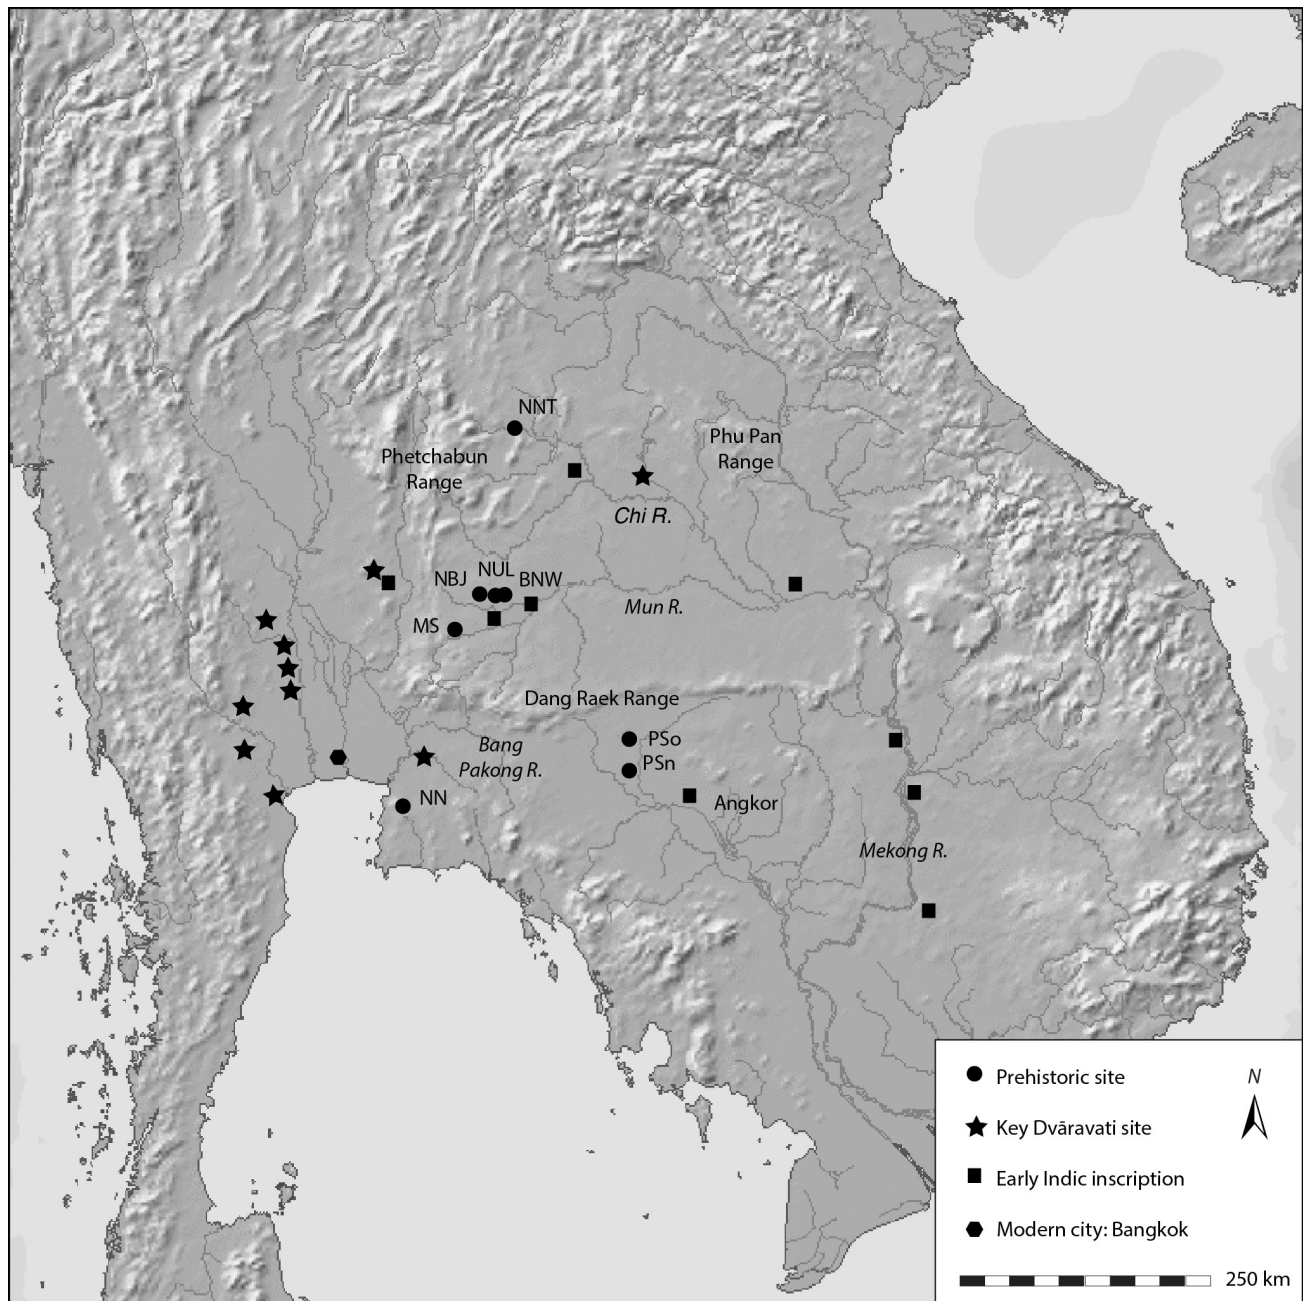 NNT
Phetchabun
Range
Phu Pan
Range
Chi R.
NBJ
NUL
BNW
MS
Mun R.
Dang Raek Range
Bang
Pakong R.
PSo
PSn
NN
Angkor
Mekong R.
Prehistoric site
N
Key Dvāravati site
Early Indic inscription
Modern city: Bangkok
250 km